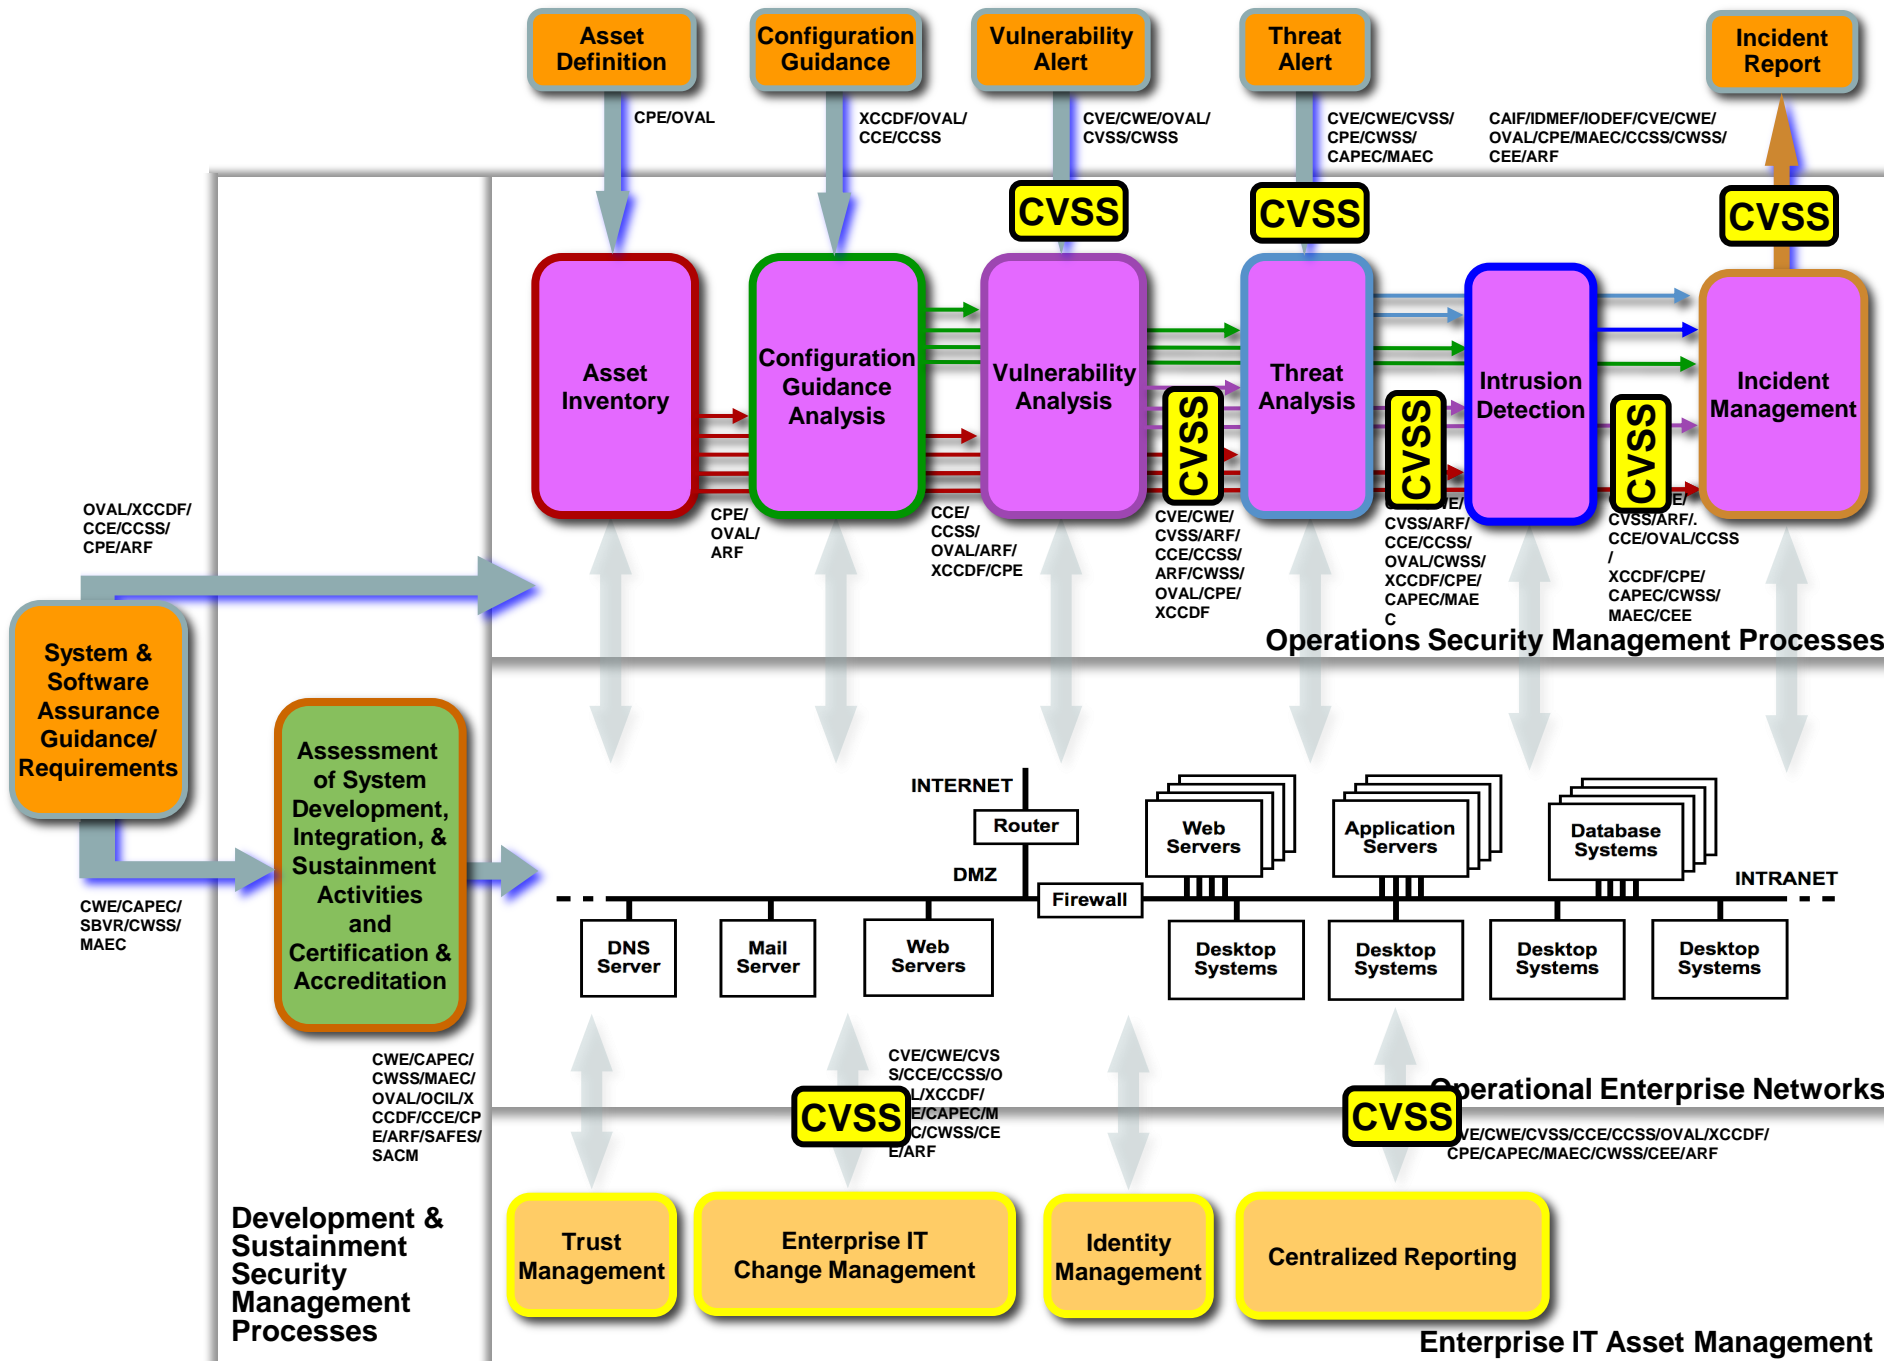 Asset
Definition
Configuration
Guidance
Vulnerability
Alert
Threat
Alert
Incident
Report
CPE/OVAL
XCCDF/OVAL/
CCE/CCSS
CVE/CWE/OVAL/
CVSS/CWSS
CVE/CWE/CVSS/
CPE/CWSS/
CAPEC/MAEC
CAIF/IDMEF/IODEF/CVE/CWE/
OVAL/CPE/MAEC/CCSS/CWSS/
CEE/ARF
CVSS
CVSS
CVSS
Asset
Inventory
Configuration
Guidance
Analysis
Vulnerability
Analysis
Threat
Analysis
Intrusion
Detection
Incident
Management
CVSS
CVSS
CVSS
OVAL/XCCDF/
CCE/CCSS/
CPE/ARF
CPE/
OVAL/
ARF
CCE/
CCSS/
OVAL/ARF/
XCCDF/CPE
CVE/CWE/
CVSS/ARF/
CCE/CCSS/
ARF/CWSS/
OVAL/CPE/
XCCDF
CVSS/ARF/
CCE/CCSS/
OVAL/CWSS/
XCCDF/CPE/
CAPEC/MAE
C
CVSS/ARF/.
CCE/OVAL/CCSS
/
XCCDF/CPE/
CAPEC/CWSS/
MAEC/CEE
Operations Security Management Processes
System &
Software
Assurance
Guidance/
Requirements
Assessment
of System
Development,
Integration, &
Sustainment
Activities
and
Certification &
Accreditation
CWE/CAPEC/
SBVR/CWSS/
MAEC
INTERNET
Router
DMZ
Firewall
Web
Servers
Application
Servers
Database
Systems
INTRANET
DNS
Server
Mail
Server
Web
Servers
Desktop
Systems
Desktop
Systems
Desktop
Systems
Desktop
Systems
CWE/CAPEC/
CWSS/MAEC/
OVAL/OCIL/X
CCDF/CCE/CP
E/ARF/SAFES/
SACM
CVE/CWE/CVS
S/CCE/CCSS/O
L/XCCDF/
E/CAPEC/M
C/CWSS/CE
E/ARF
CVSS
Operational Enterprise Networks
CVSS
VE/CWE/CVSS/CCE/CCSS/OVAL/XCCDF/
CPE/CAPEC/MAEC/CWSS/CEE/ARF
Development &
Sustainment
Security
Management
Processes
Trust
Management
Enterprise IT
Change Management
Identity
Management
Centralized Reporting
Enterprise IT Asset Management